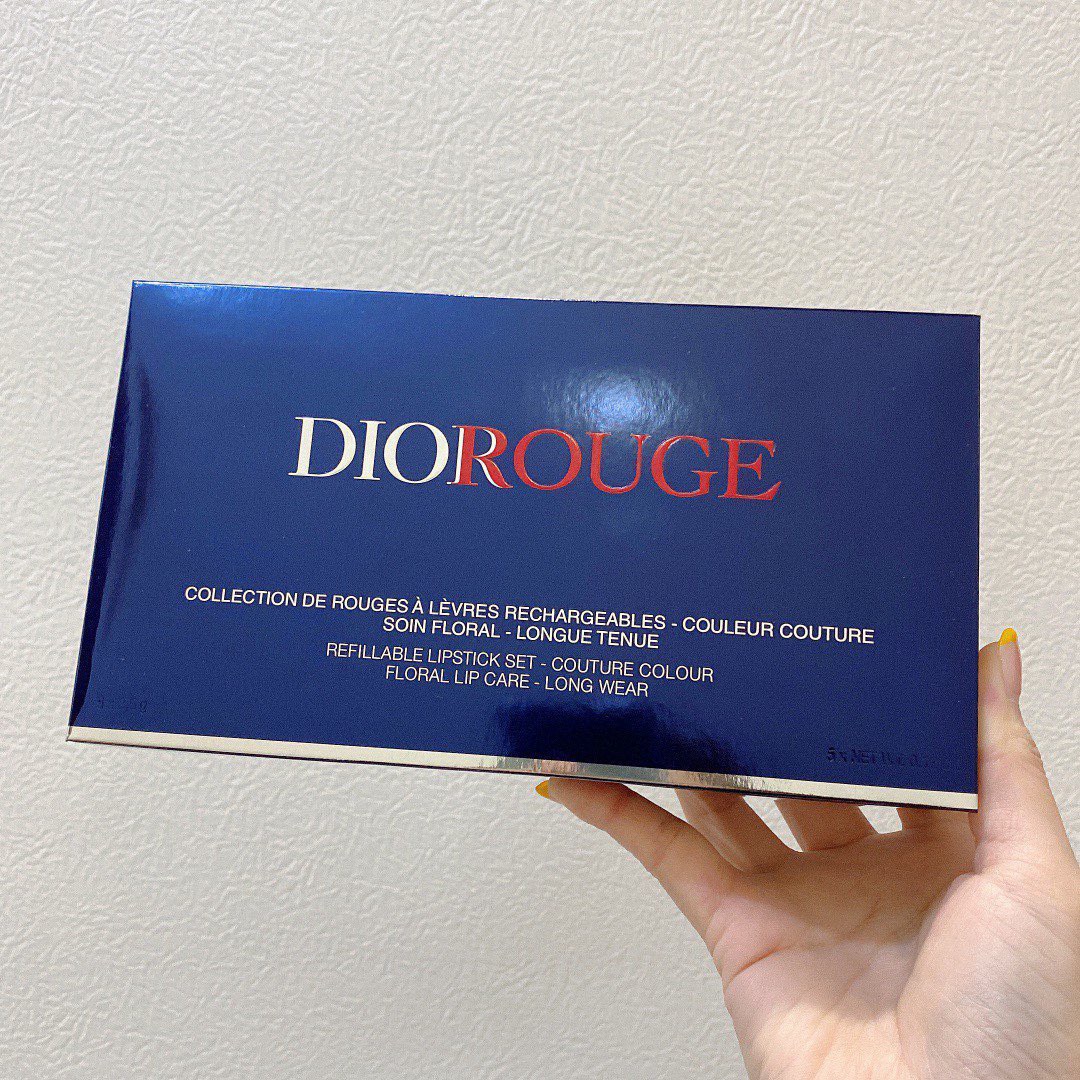 DIORROUGE
COLLECTION DE ROUGES À LÈVRES RECHARGEABLES - COULEUR COUTURE
SOIN FLORAL - LONGUE TENUE
REFILLABLE LIPSTICK SET - COUTURE COLOUR
FLORAL LIP CARE - LONG WEAR